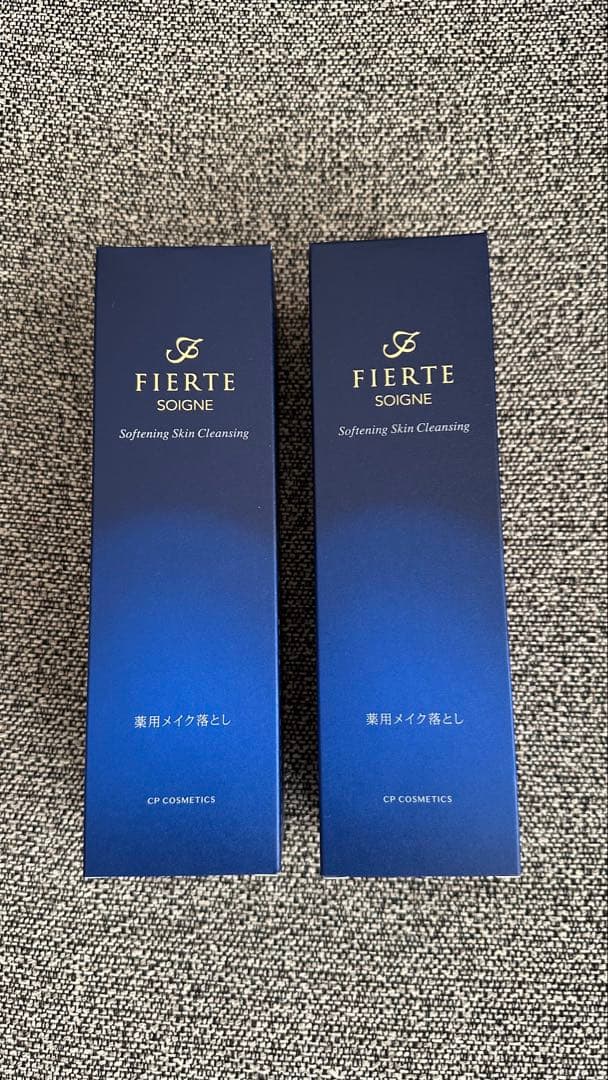 FIERTE
SOIGNE
Softening Skin Cleansing
薬用メイク落とし
CP COSMETICS
FIERTE
SOIGNE
Softening Skin Cleansing
薬用メイク落とし
CP COSMETICS